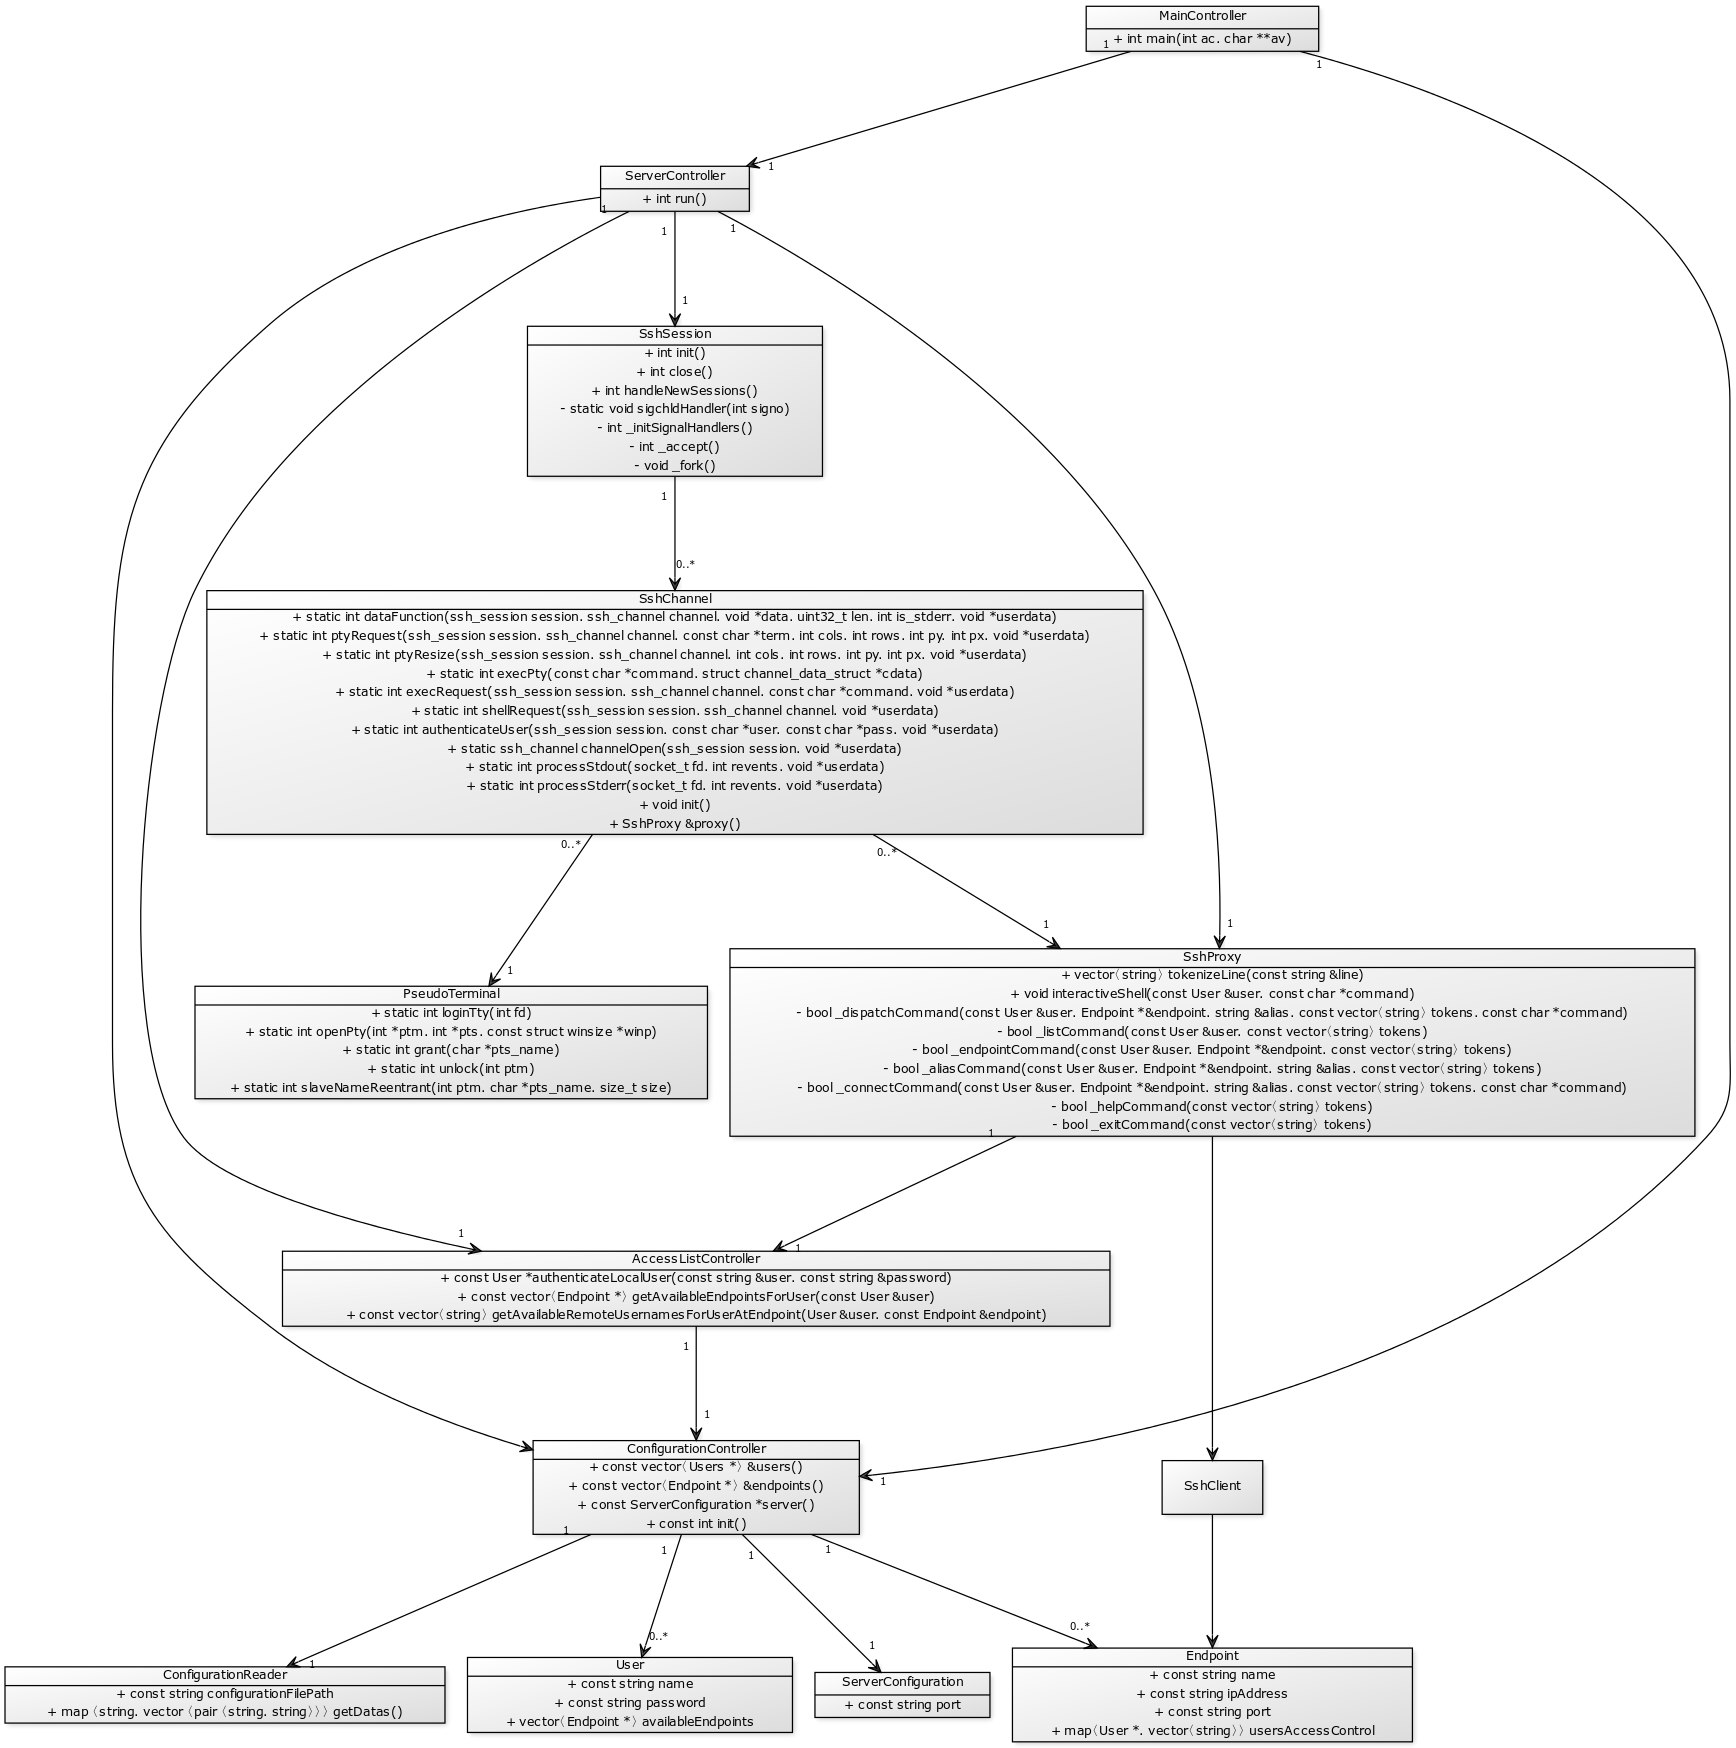 MainController
+ int main(int ac. char **av)
1
1
1
ServerController
+ int run()
1
1
1
1
SshSession
+ int init()
+ int close()
+ int handleNewSessions()
- static void sigchldHandler(int signo)
- int _initSignalHandlers()
- int _accept()
- void _fork()
1
0..*
SshChannel
+ static int dataFunction(ssh_session session. ssh_channel channel. void *data. uint32_t len. int is_stderr. void *userdata)
+ static int ptyRequest(ssh_session session. ssh_channel channel. const char *term. int cols. int rows. int py. int px. void *userdata)
+ static int ptyResize(ssh_session session. ssh_channel channel. int cols. int rows. int py. int px. void *userdata)
+ static int execPty(const char *command. struct channel_data_struct *cdata)
+ static int execRequest(ssh_session session. ssh_channel channel. const char *command. void *userdata)
+ static int shellRequest(ssh_session session. ssh_channel channel. void *userdata)
+ static int authenticateUser(ssh_session session. const char *user. const char *pass. void *userdata)
+ static ssh_channel channelOpen(ssh_session session. void *userdata)
+ static int processStdout(socket_t fd. int revents. void *userdata)
+ static int processStderr(socket_t fd. int revents. void *userdata)
+ void init()
+ SshProxy &proxy()
0..*
0..*
1
1
1
PseudoTerminal
+ static int loginTty(int fd)
+ static int openPty(int *ptm. int *pts. const struct winsize *winp)
+ static int grant(char *pts_name)
+ static int unlock(int ptm)
+ static int slaveNameReentrant(int ptm. char *pts_name. size_t size)
SshProxy
+ vector〈string〉 tokenizeLine(const string &line)
+ void interactiveShell(const User &user. const char *command)
- bool _dispatchCommand(const User &user. Endpoint *&endpoint. string &alias. const vector〈string〉 tokens. const char *command)
- bool _listCommand(const User &user. const vector〈string〉 tokens)
- bool _endpointCommand(const User &user. Endpoint *&endpoint. const vector〈string〉 tokens)
- bool _aliasCommand(const User &user. Endpoint *&endpoint. string &alias. const vector〈string〉 tokens)
- bool _connectCommand(const User &user. Endpoint *&endpoint. string &alias. const vector〈string〉 tokens. const char *command)
- bool _helpCommand(const vector〈string〉 tokens)
- bool _exitCommand(const vector〈string〉 tokens)
1
1
1
AccessListController
+ const User *authenticateLocalUser(const string &user. const string &password)
+ const vector〈Endpoint *〉 getAvailableEndpointsForUser(const User &user)
+ const vector〈string〉 getAvailableRemoteUsernamesForUserAtEndpoint(User &user. const Endpoint &endpoint)
1
1
ConfigurationController
+ const vector〈Users *〉 &users()
+ const vector〈Endpoint *〉 &endpoints()
+ const ServerConfiguration *server()
+ const int init()
1
SshClient
1
1
1
1
1
0..*
1
0..*
ConfigurationReader
+ const string configurationFilePath
+ map 〈string. vector 〈pair 〈string. string〉〉〉 getDatas()
User
+ const string name
+ const string password
+ vector〈Endpoint *〉 availableEndpoints
ServerConfiguration
+ const string port
Endpoint
+ const string name
+ const string ipAddress
+ const string port
+ map〈User *. vector〈string〉〉 usersAccessControl